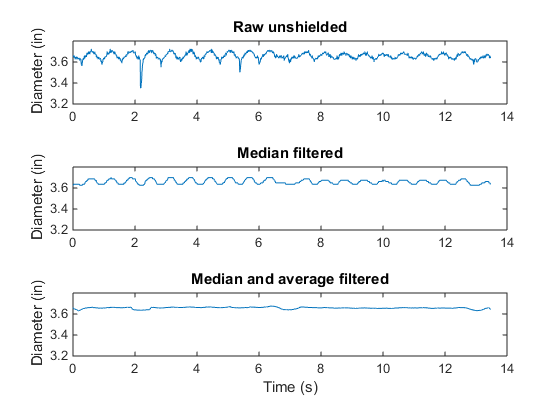 Raw unshielded
Diameter (in)
3.6
3.4
3.2
0 2 4 6 8 10 12 14
Median filtered
Diameter (in)
3.6
3.4
3.2
0 2 4 6 8 10 12 14
Median and average filtered
Diameter (in)
3.6
3.4
3.2
0 2 4 6 8 10 12 14
Time (s)